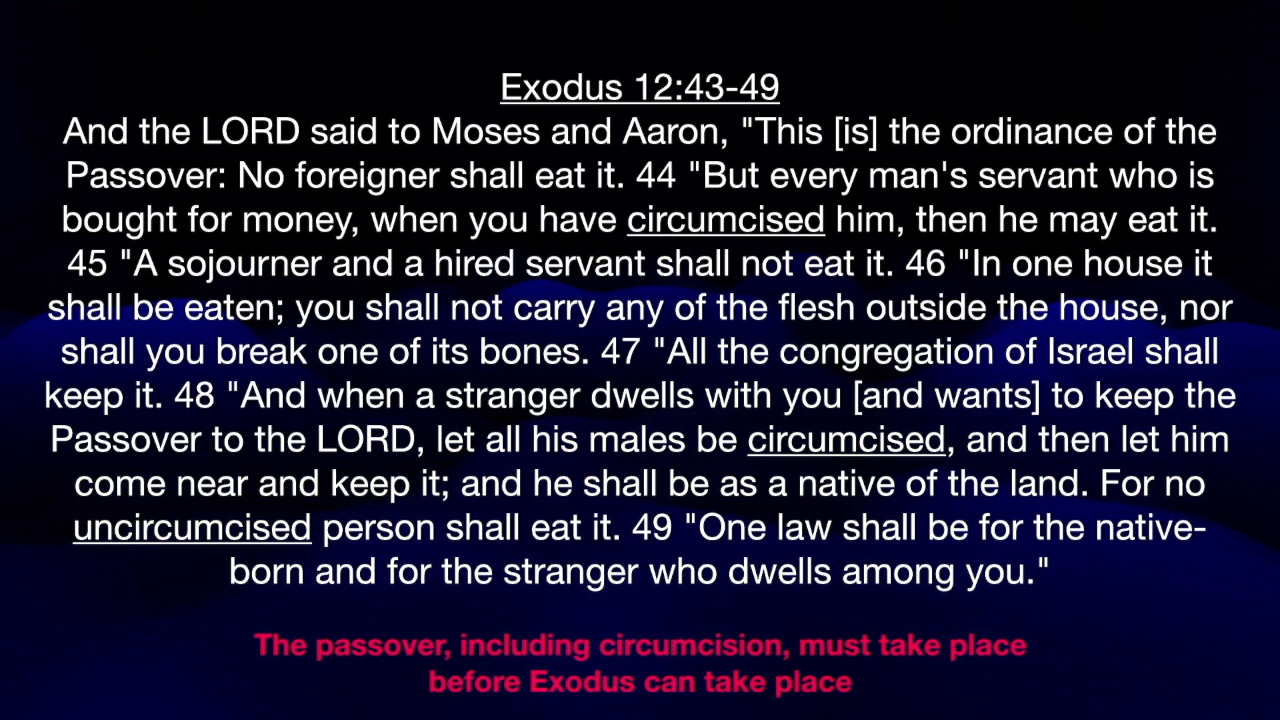 Exodus 12:43-49
And the LORD said to Moses and Aaron, "This [is] the ordinance of the
Passover: No foreigner shall eat it. 44 "But every man's servant who is
bought for money, when you have circumcised him, then he may eat it.
45 "A sojourner and a hired servant shall not eat it. 46 "In one house it
shall be eaten; you shall not carry any of the flesh outside the house, nor
shall you break one of its bones. 47 "All the congregation of Israel shall
keep it. 48 "And when a stranger dwells with you [and wants] to keep the
Passover to the LORD, let all his males be circumcised, and then let him
come near and keep it; and he shall be as a native of the land. For no
uncircumcised person shall eat it. 49 "One law shall be for the native-
born and for the stranger who dwells among you."
The passover, including circumcision, must take place
before Exodus can take place